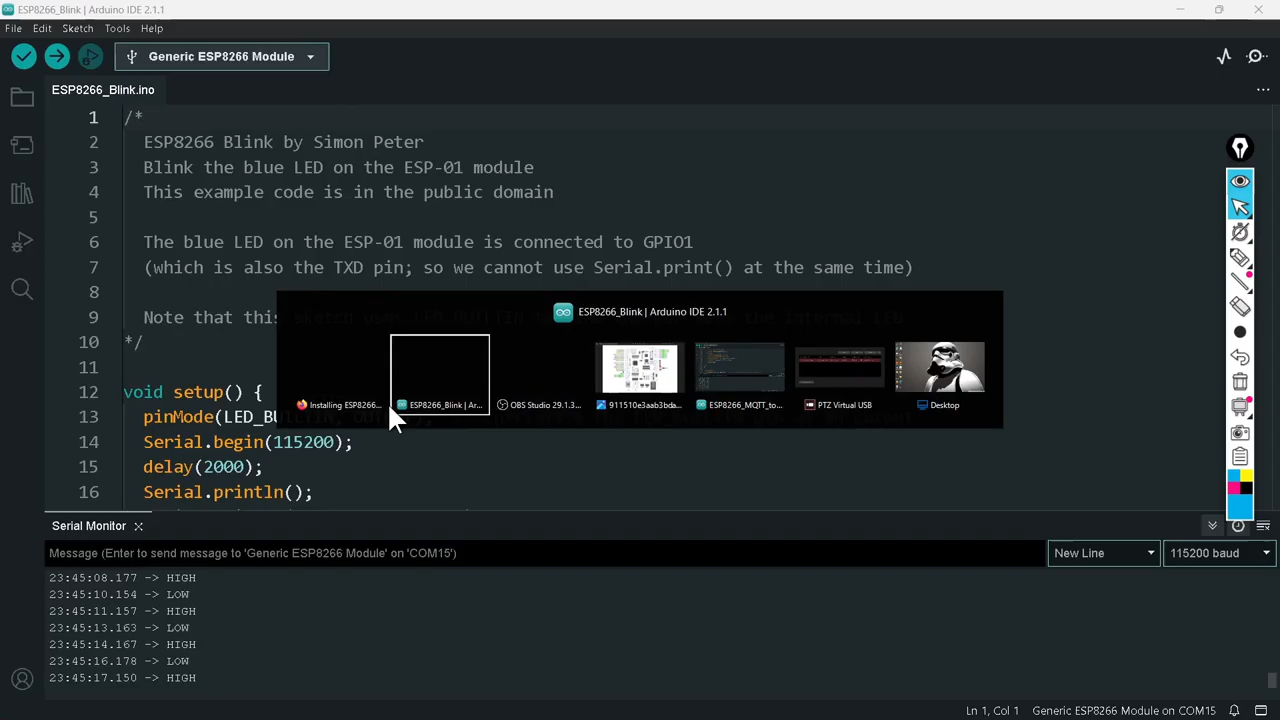 ESP8266_Blink | Arduino IDE 2.1.1
File Edit Sketch Tools Help
Generic ESP8266 Module
ESP8266_Blink.ino
1 /*
2 ESP8266 Blink by Simon Peter
3 Blink the blue LED on the ESP-01 module
4 This example code is in the public domain
5
6 The blue LED on the ESP-01 module is connected to GPIO1
7 (which is also the TXD pin; so we cannot use Serial.print() at the same time)
8
9 Note that this
10 */
11
12 void setup() {
13 pinMode(LED_BU
14 Serial.begin(115200);
15 delay(2000);
16 Serial.println();
ESP8266_Blink | Arduino IDE 2.1.1
Installing ESP8266... ESP8266_Blink | Ar... OBS Studio 29.1.3... 911510e3aab3bda... ESP8266_MQTT_to... PTZ Virtual USB Desktop
Serial Monitor
Message (Enter to send message to 'Generic ESP8266 Module' on 'COM15')
New Line 115200 baud
23:45:08.177 -> HIGH
23:45:10.154 -> LOW
23:45:11.157 -> HIGH
23:45:13.163 -> LOW
23:45:14.167 -> HIGH
23:45:16.178 -> LOW
23:45:17.150 -> HIGH
Ln 1, Col 1 Generic ESP8266 Module on COM15